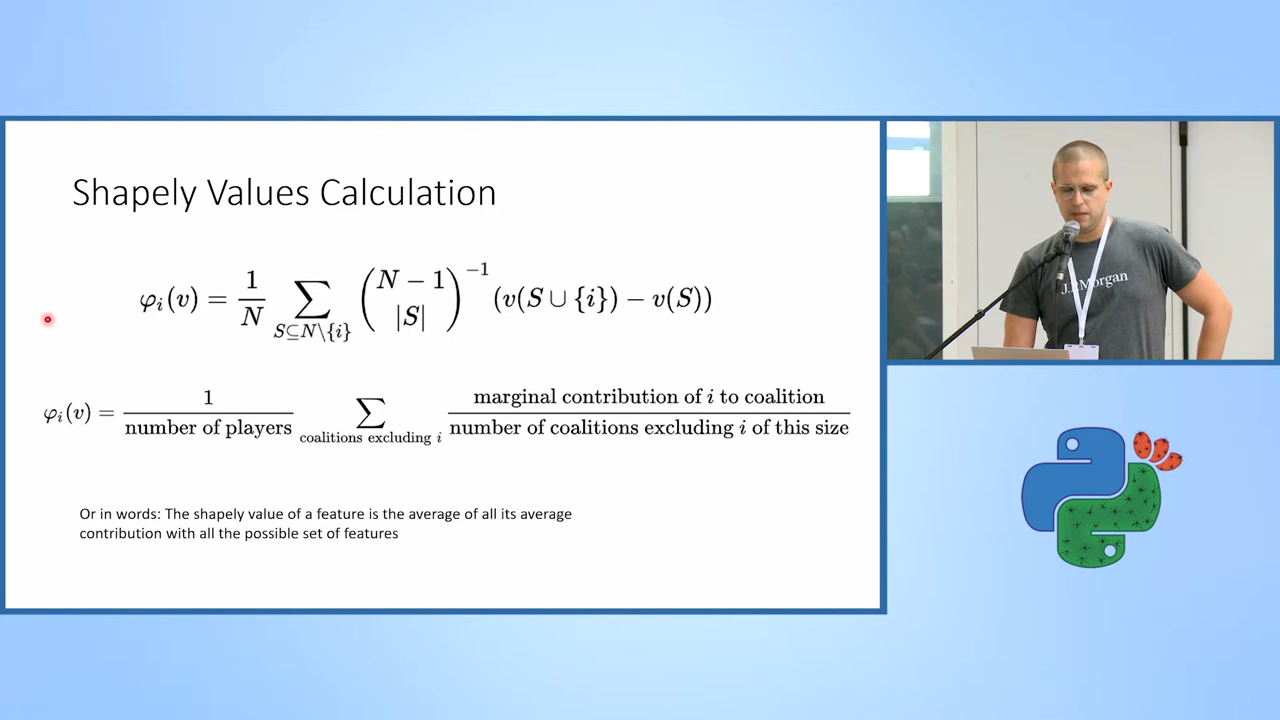 Shapely Values Calculation
φᵢ(v) = 1/N ∑_{S⊆N\{i}} (N − 1 \choose |S|)^{−1} (v(S ∪ {i}) − v(S))
φᵢ(v) = 1/number of players ∑_{coalitions excluding i} marginal contribution of i to coalition/number of coalitions excluding i of this size
Or in words: The shapely value of a feature is the average of all its average
contribution with all the possible set of features
J.P.Morgan